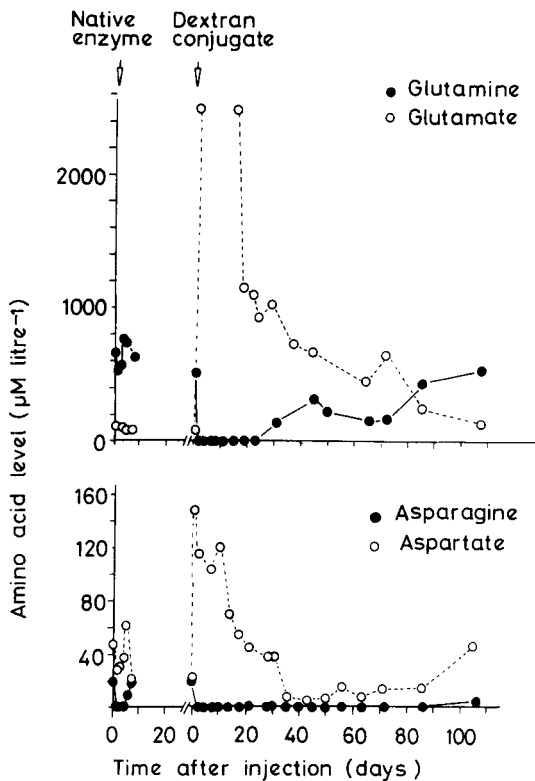 Native
enzyme
Dextran
conjugate
● Glutamine
○ Glutamate
2000
1000
0
Amino acid level (µM litre⁻¹)
● Asparagine
○ Aspartate
160
120
80
40
0 0 20 40 60 80 100
Time after injection (days)